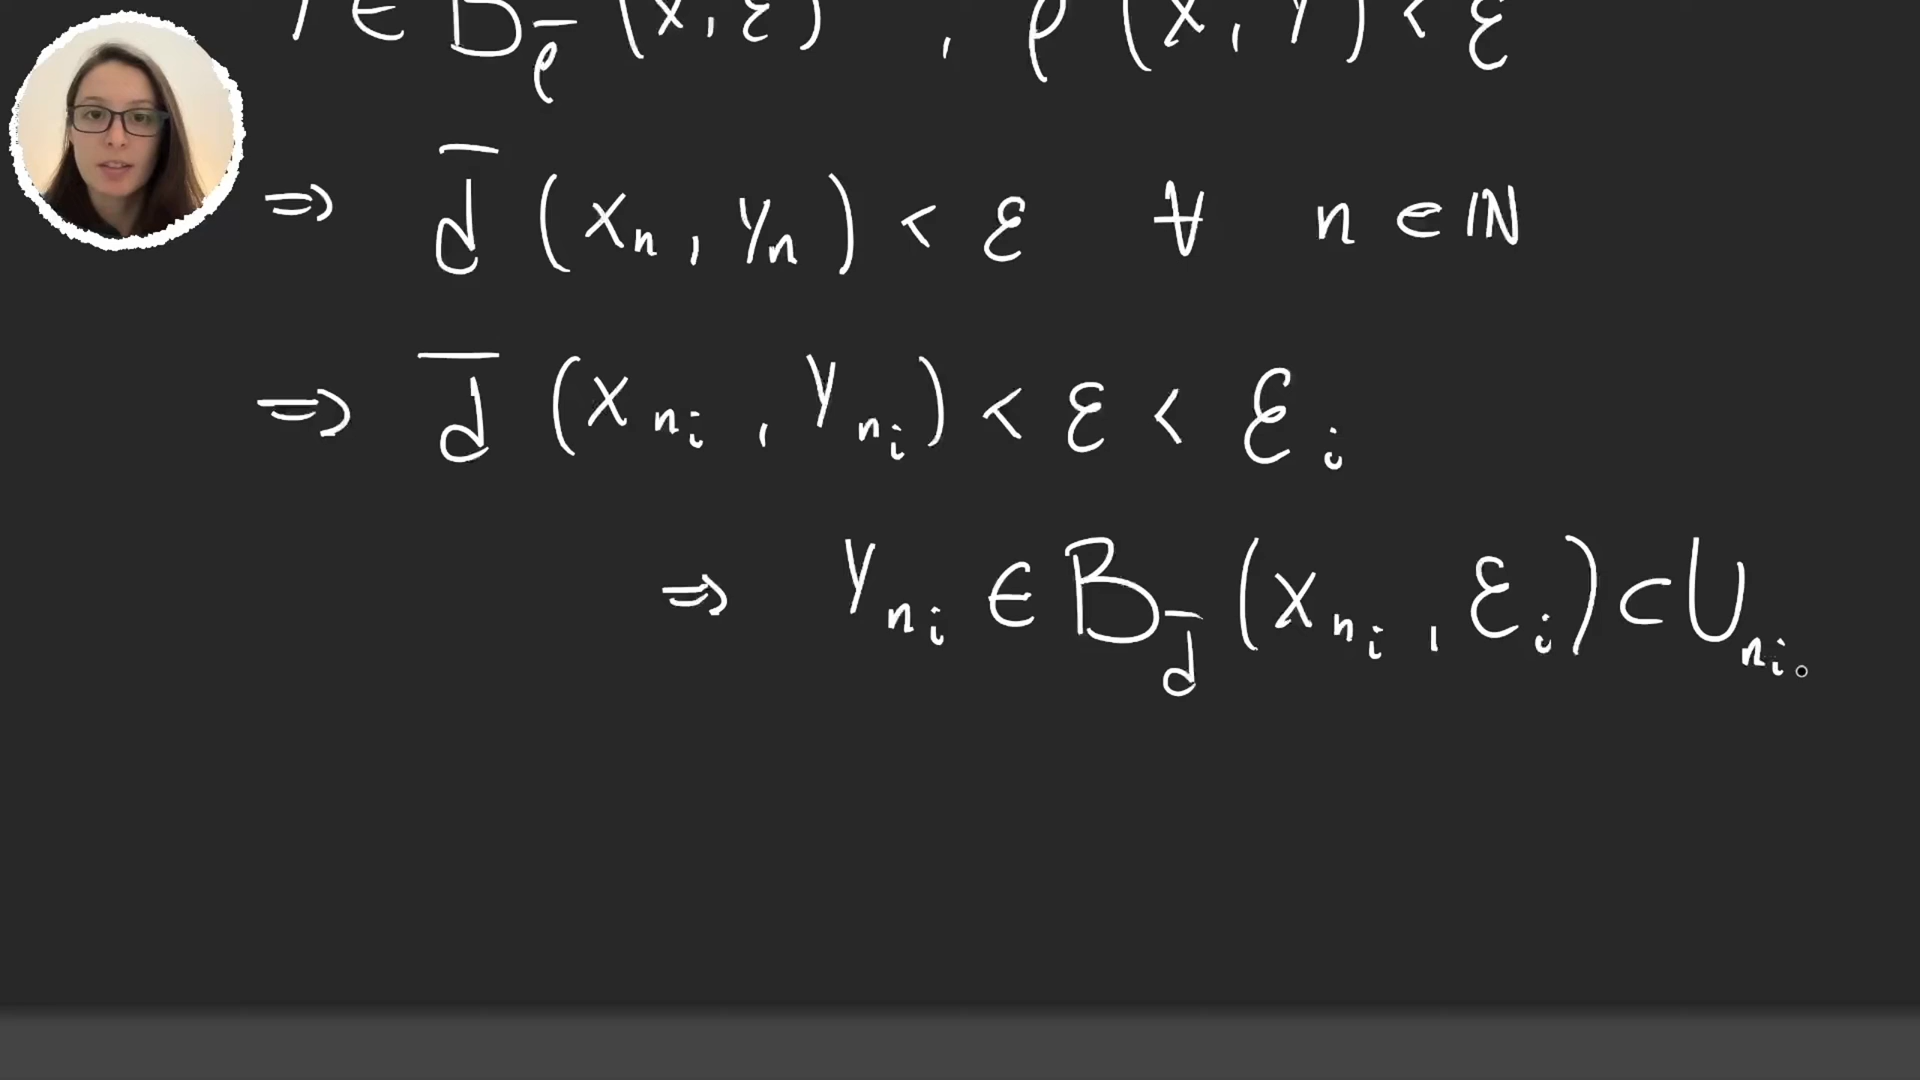 Y ∈ B_ρ̄ (x, ε) , ρ̄ (x, y) < ε
⇒ d̄ (x_n, y_n) < ε ∀ n ∈ ℕ
⇒ d̄ (x_{n_i}, y_{n_i}) < ε < ε_i
⇒ y_{n_i} ∈ B_d̄ (x_{n_i}, ε_i) ⊂ U_{n_i}